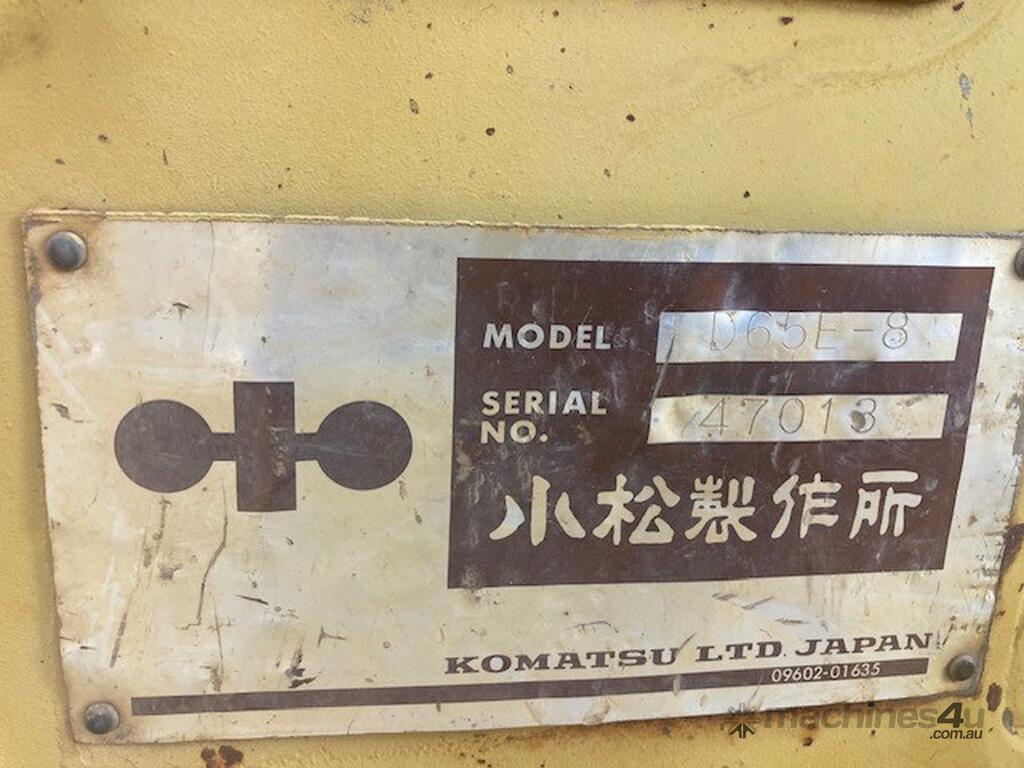 MODEL D65E-8
SERIAL NO. 47013
小松製作所
KOMATSU LTD. JAPAN
09602-01635
machines4u
.com.au